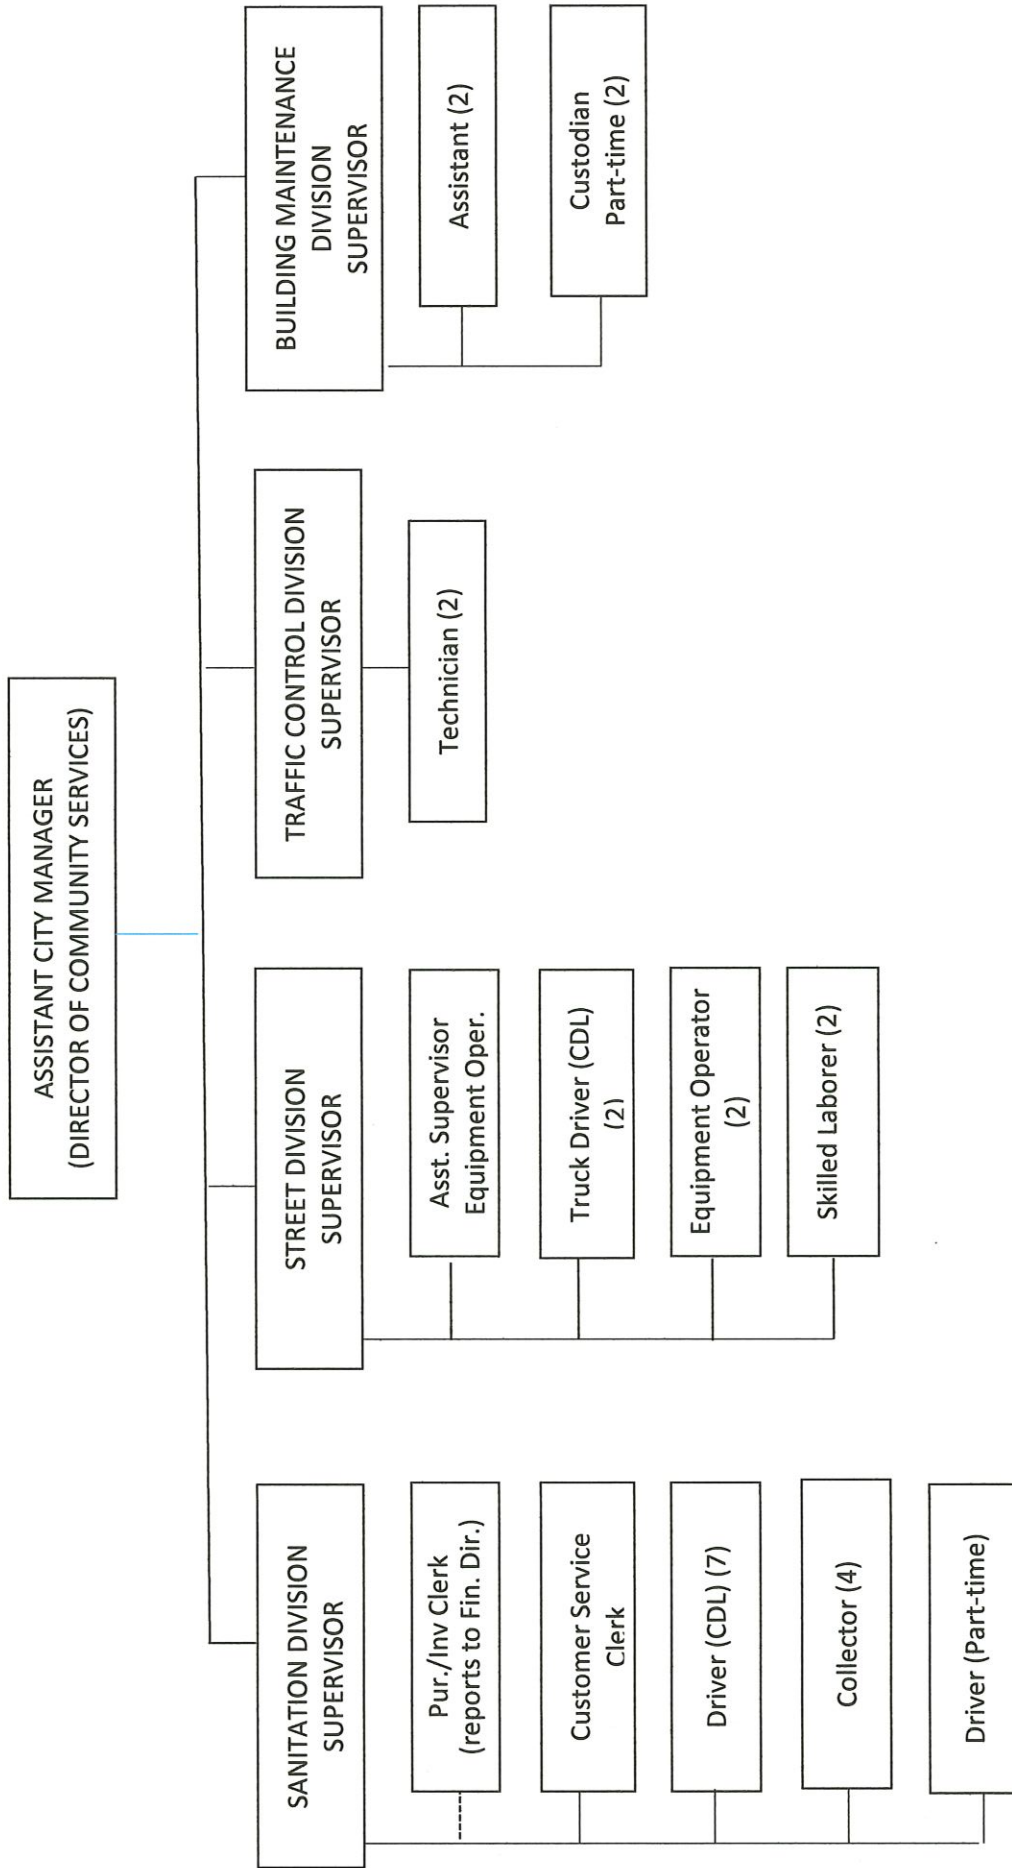 ASSISTANT CITY MANAGER
(DIRECTOR OF COMMUNITY SERVICES)
SANITATION DIVISION
SUPERVISOR
Pur./Inv Clerk
(reports to Fin. Dir.)
Customer Service
Clerk
Driver (CDL) (7)
Collector (4)
Driver (Part-time)
STREET DIVISION
SUPERVISOR
Asst. Supervisor
Equipment Oper.
Truck Driver (CDL)
(2)
Equipment Operator
(2)
Skilled Laborer (2)
TRAFFIC CONTROL DIVISION
SUPERVISOR
Technician (2)
BUILDING MAINTENANCE
DIVISION
SUPERVISOR
Assistant (2)
Custodian
Part-time (2)